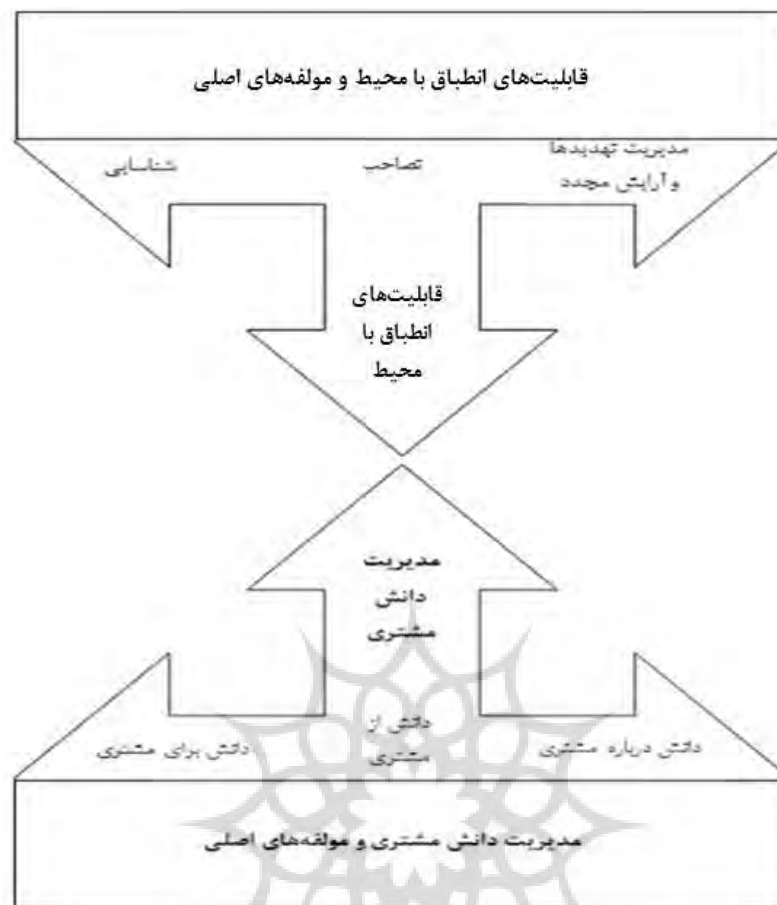 قابلیت‌های انطباق با محیط و مولفه‌های اصلی
مدیریت تهدیدها
و آرایش مجدد
تصاحب
شناسایی
قابلیت‌های
انطباق با
محیط
مدیریت
دانش
مشتری
دانش درباره مشتری
دانش از
مشتری
دانش برای مشتری
مدیریت دانش مشتری و مولفه‌های اصلی